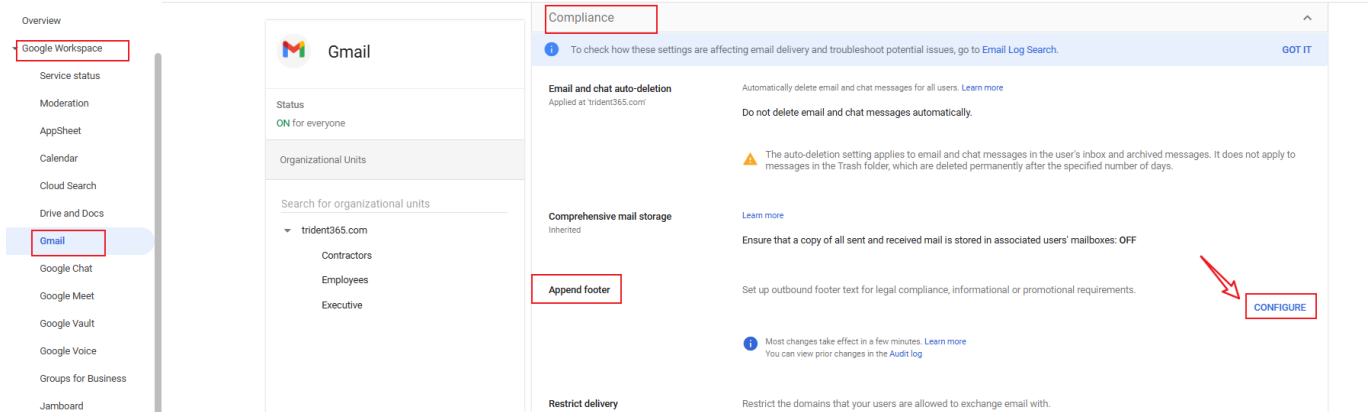 Overview
Google Workspace
Service status
Moderation
AppSheet
Calendar
Cloud Search
Drive and Docs
Gmail
Google Chat
Google Meet
Google Vault
Google Voice
Groups for Business
Jamboard
Gmail
Status
ON for everyone
Organizational Units
Search for organizational units
trident365.com
Contractors
Employees
Executive
Compliance
To check how these settings are affecting email delivery and troubleshoot potential issues, go to Email Log Search.
GOT IT
Email and chat auto-deletion
Applied at 'trident365.com'
Automatically delete email and chat messages for all users. Learn more
Do not delete email and chat messages automatically.
The auto-deletion setting applies to email and chat messages in the user's inbox and archived messages. It does not apply to
messages in the Trash folder, which are deleted permanently after the specified number of days.
Comprehensive mail storage
Inherited
Learn more
Ensure that a copy of all sent and received mail is stored in associated users' mailboxes: OFF
Append footer
Set up outbound footer text for legal compliance, informational or promotional requirements.
CONFIGURE
Most changes take effect in a few minutes. Learn more
You can view prior changes in the Audit log
Restrict delivery
Restrict the domains that your users are allowed to exchange email with.